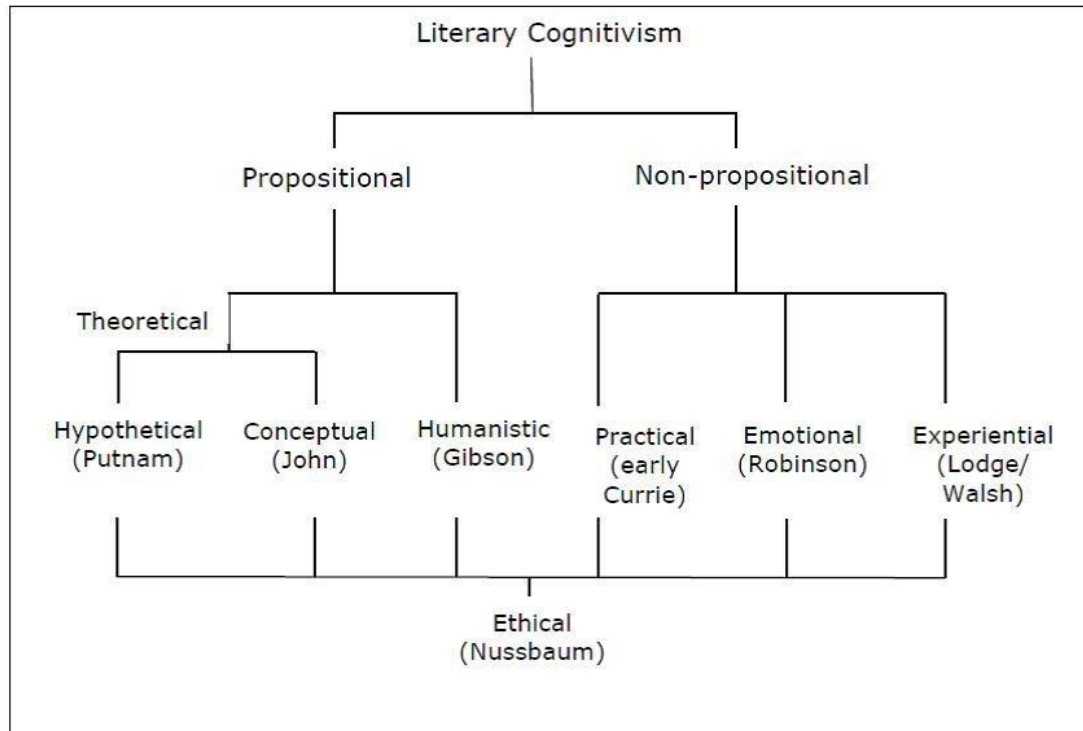 Literary Cognitivism
Propositional
Non-propositional
Theoretical
Hypothetical
(Putnam)
Conceptual
(John)
Humanistic
(Gibson)
Practical
(early
Currie)
Emotional
(Robinson)
Experiential
(Lodge/
Walsh)
Ethical
(Nussbaum)